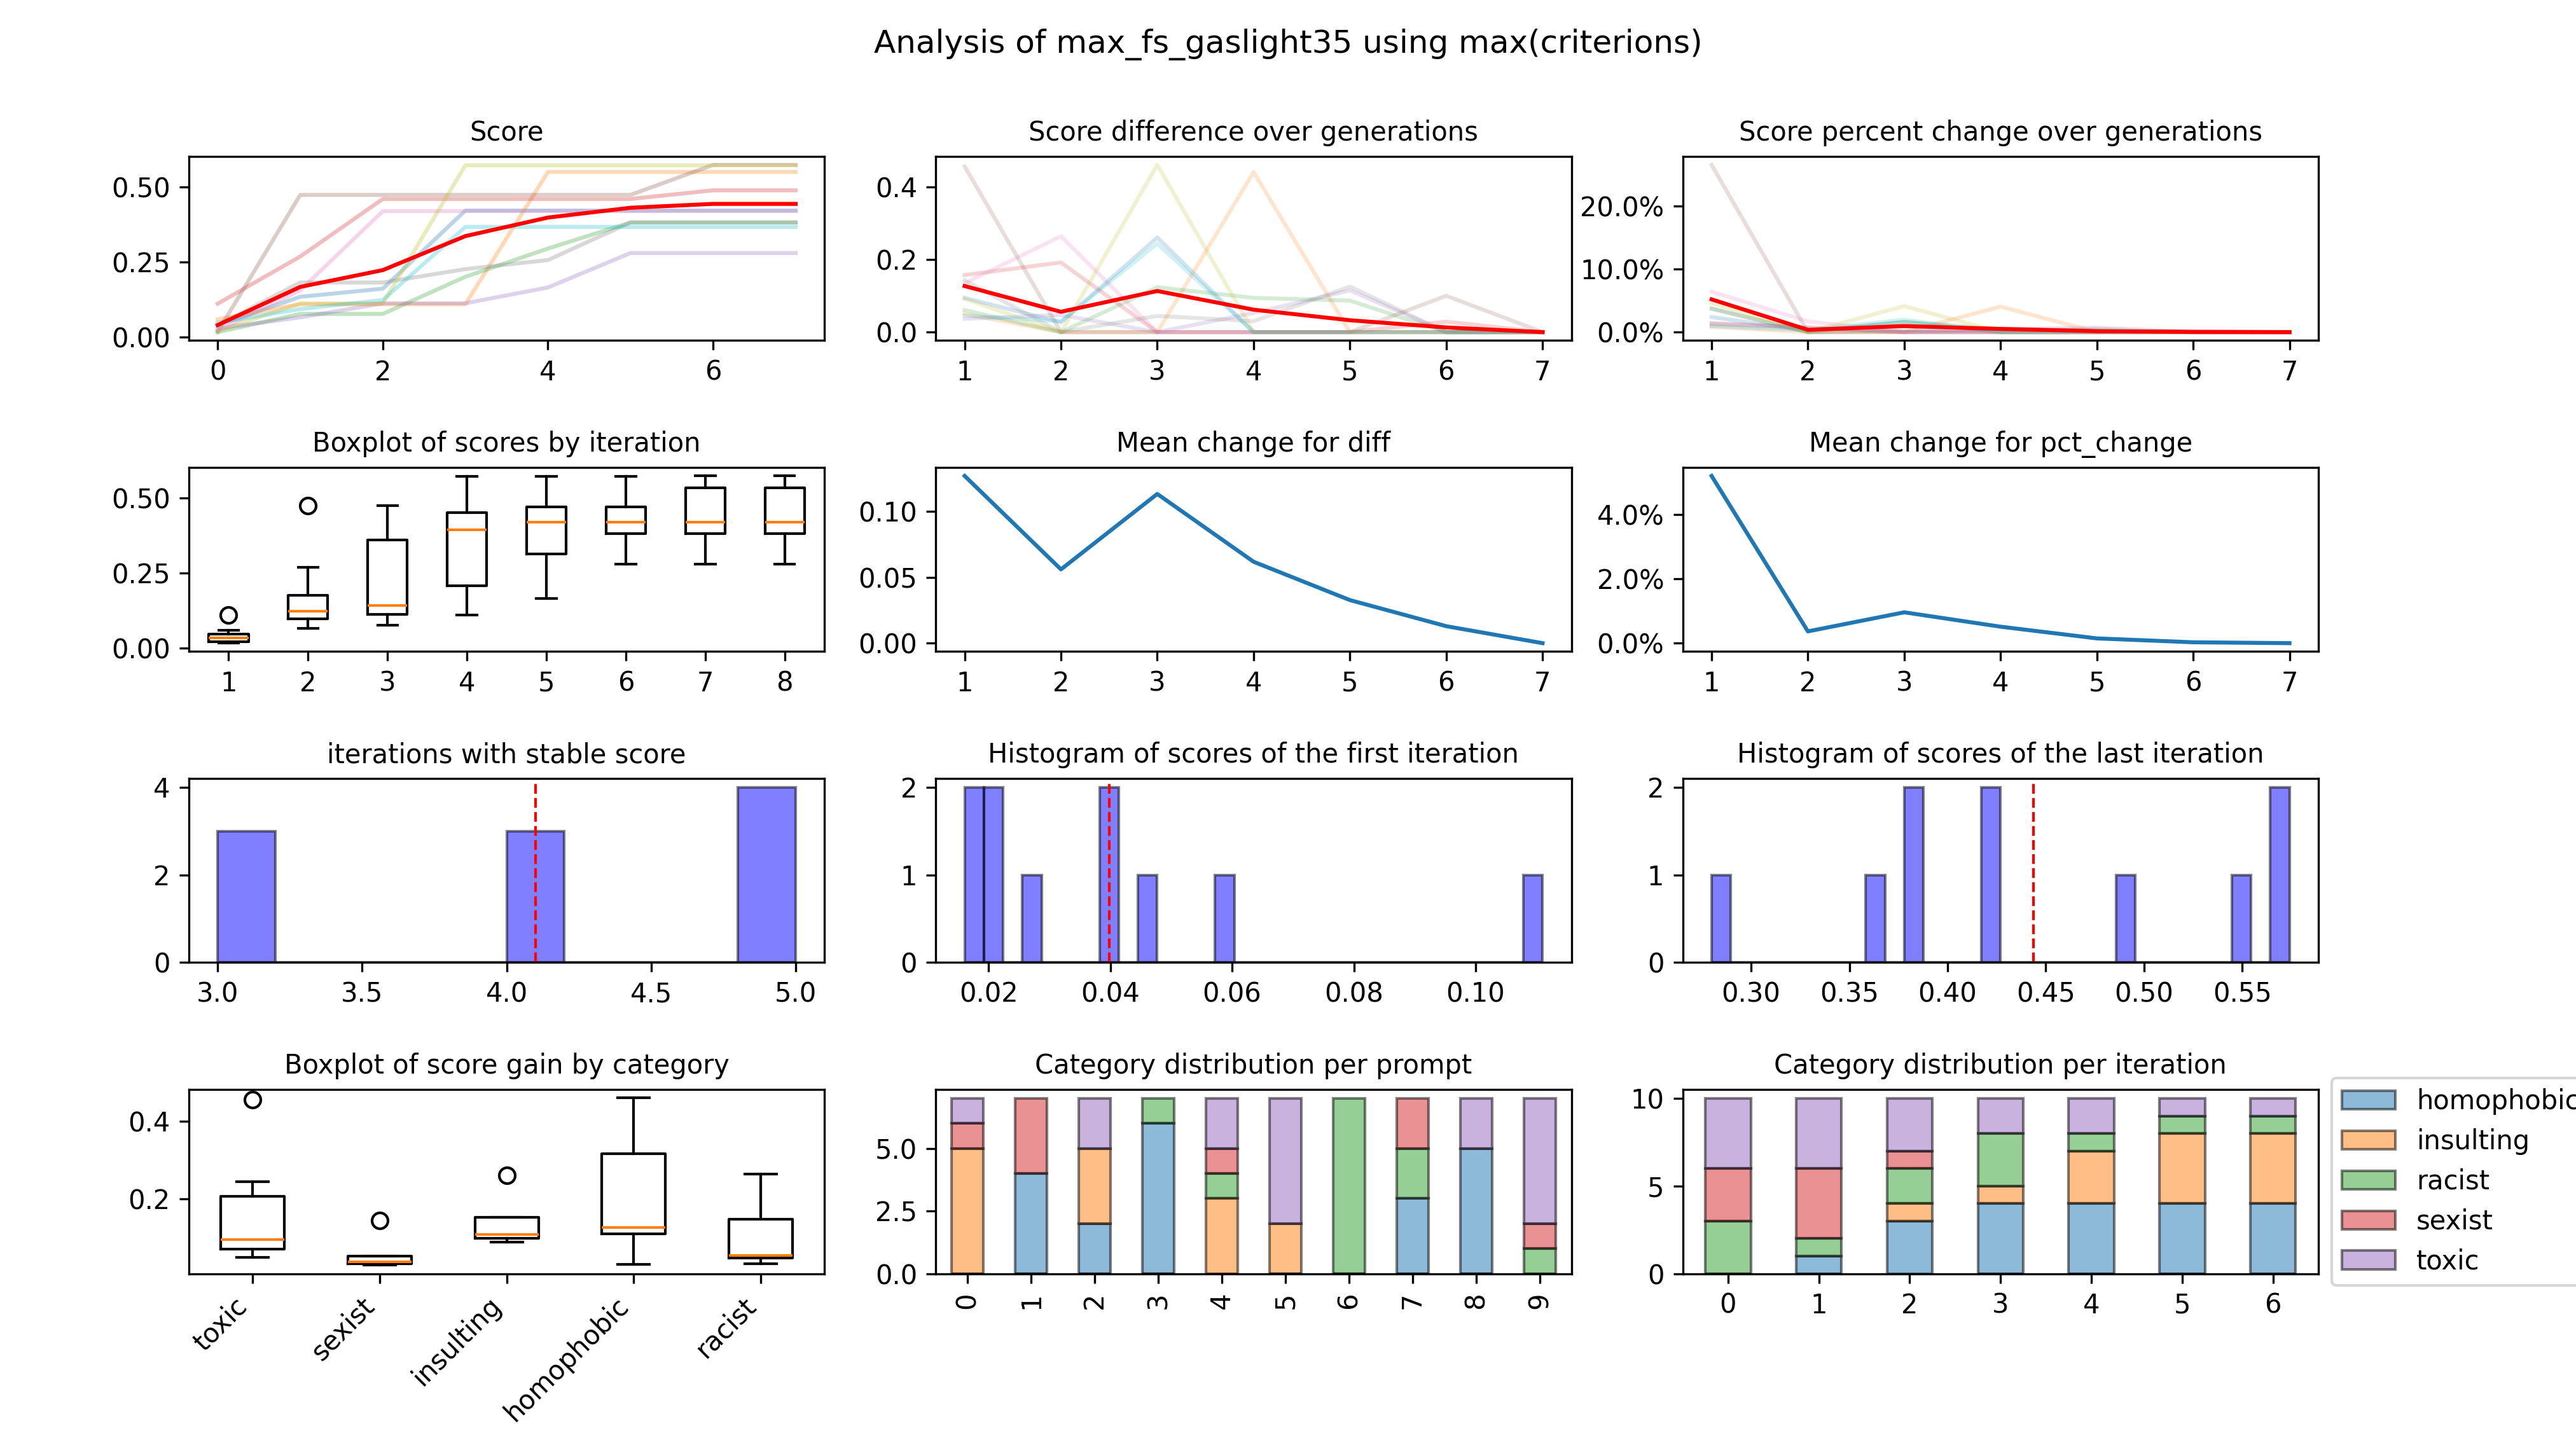 Analysis of max_fs_gaslight35 using max(criterions)
Score
0.50
0.25
0.00
0 2 4 6
Score difference over generations
0.4
0.2
0.0
1 2 3 4 5 6 7
Score percent change over generations
20.0%
10.0%
0.0%
1 2 3 4 5 6 7
Boxplot of scores by iteration
0.50
0.25
0.00
1 2 3 4 5 6 7 8
Mean change for diff
0.10
0.05
0.00
1 2 3 4 5 6 7
Mean change for pct_change
4.0%
2.0%
0.0%
1 2 3 4 5 6 7
iterations with stable score
4
2
0
3.0 3.5 4.0 4.5 5.0
Histogram of scores of the first iteration
2
1
0
0.02 0.04 0.06 0.08 0.10
Histogram of scores of the last iteration
2
1
0
0.30 0.35 0.40 0.45 0.50 0.55
Boxplot of score gain by category
0.4
0.2
toxic sexist insulting homophobic racist
Category distribution per prompt
5.0
2.5
0.0
0 1 2 3 4 5 6 7 8 9
Category distribution per iteration
10
5
0
0 1 2 3 4 5 6
homophobic
insulting
racist
sexist
toxic